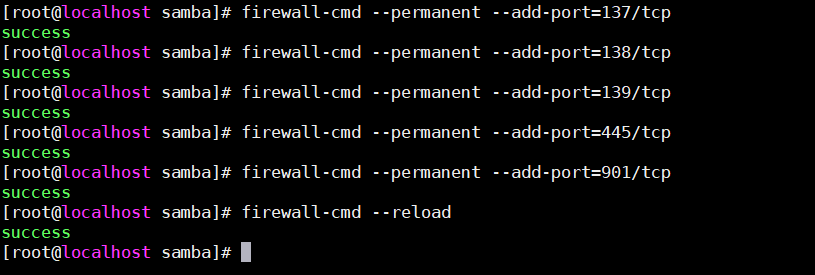 [root@localhost samba]# firewall-cmd --permanent --add-port=137/tcp
success
[root@localhost samba]# firewall-cmd --permanent --add-port=138/tcp
success
[root@localhost samba]# firewall-cmd --permanent --add-port=139/tcp
success
[root@localhost samba]# firewall-cmd --permanent --add-port=445/tcp
success
[root@localhost samba]# firewall-cmd --permanent --add-port=901/tcp
success
[root@localhost samba]# firewall-cmd --reload
success
[root@localhost samba]#